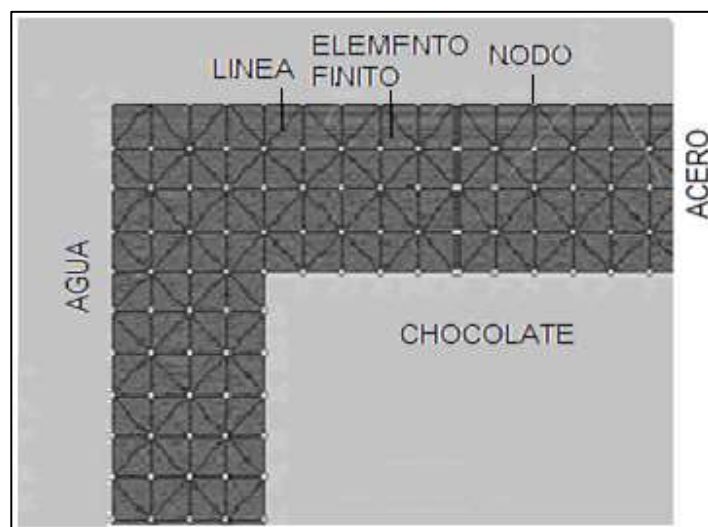 ELEMFNTO
LINEA FINITO NODO
ACERO
AGUA
CHOCOLATE